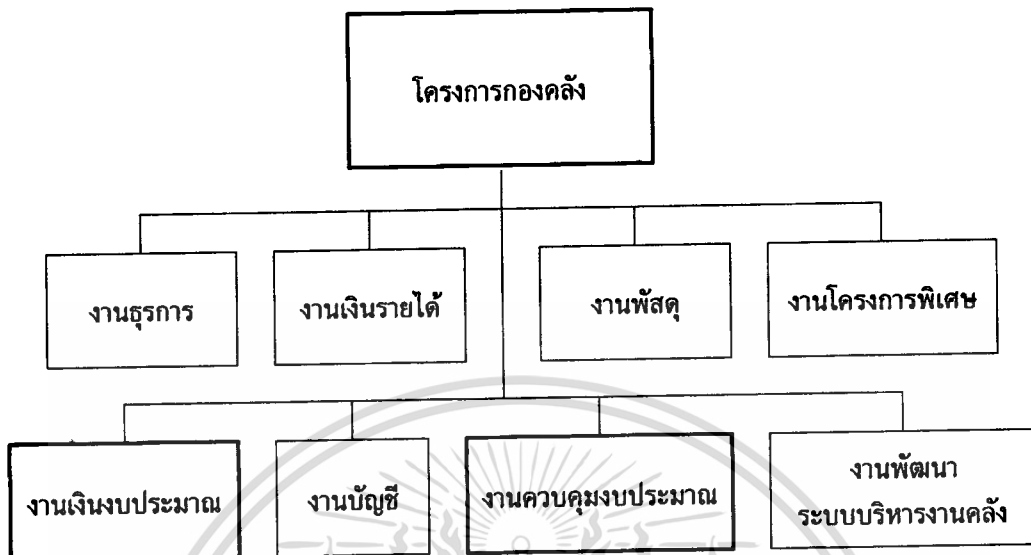 โครงการกองคลัง
งานธุรการ
งานเงินรายได้
งานพัสดุ
งานโครงการพิเศษ
งานเงินงบประมาณ
งานบัญชี
งานควบคุมงบประมาณ
งานพัฒนา
ระบบบริหารงานคลัง